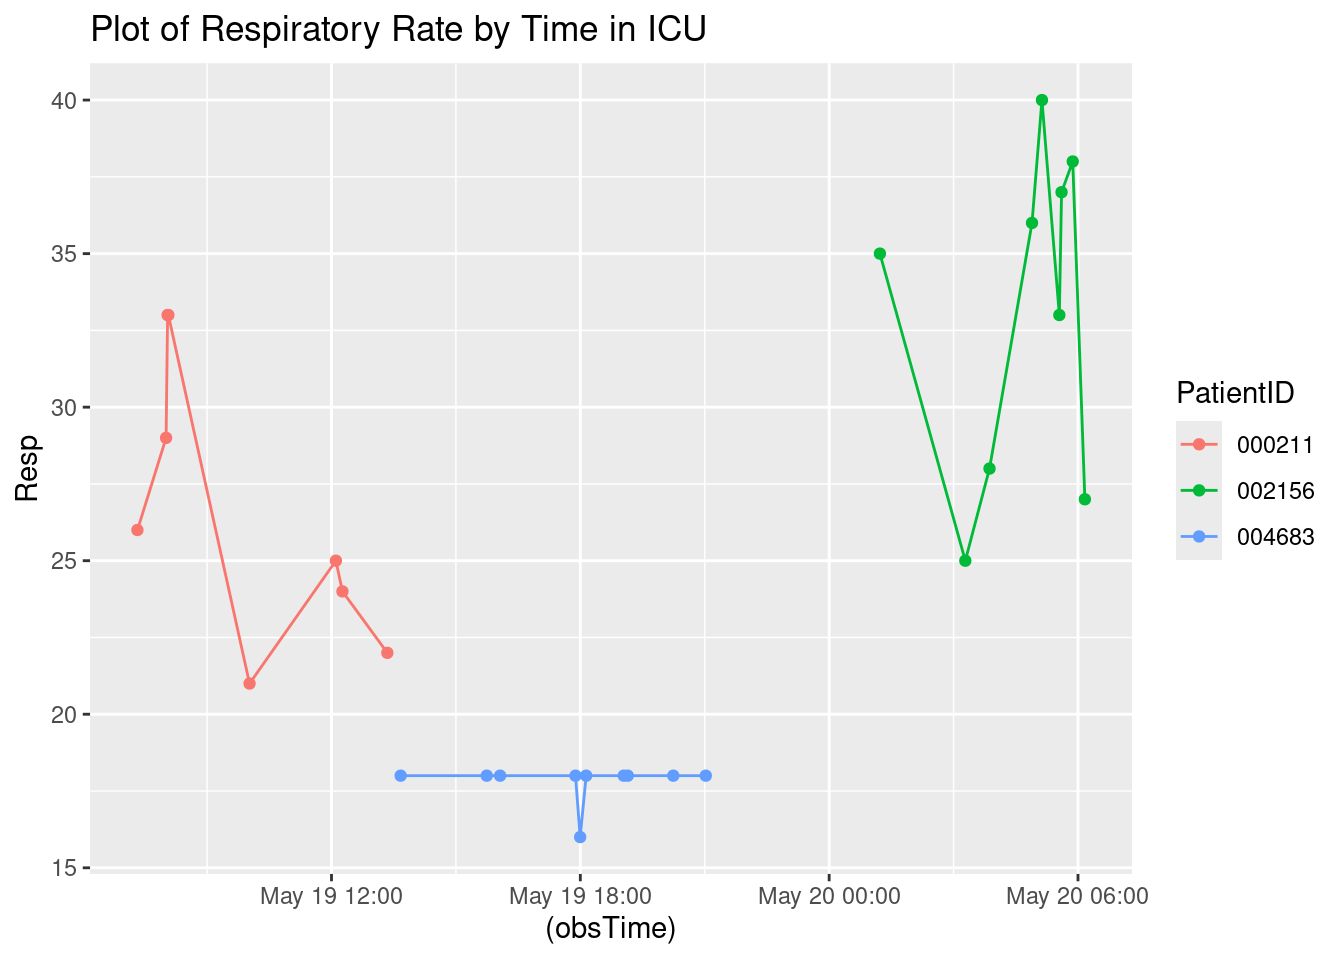 Plot of Respiratory Rate by Time in ICU
40
35
30
25
20
15
Resp
May 19 12:00
May 19 18:00
May 20 00:00
May 20 06:00
(obsTime)
PatientID
000211
002156
004683